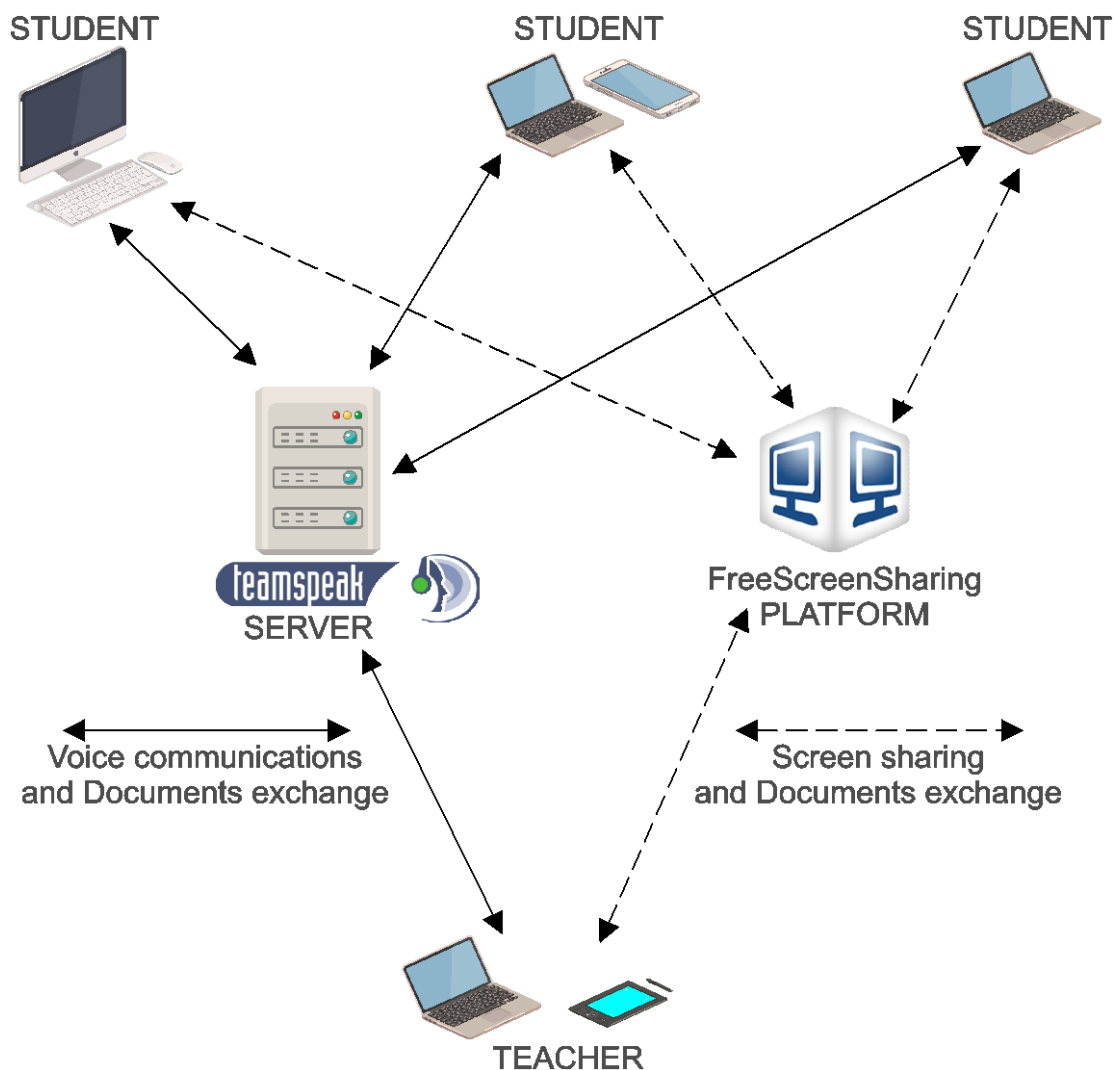 STUDENT
STUDENT
STUDENT
teamspeak
SERVER
FreeScreenSharing
PLATFORM
Voice communications
and Documents exchange
Screen sharing
and Documents exchange
TEACHER